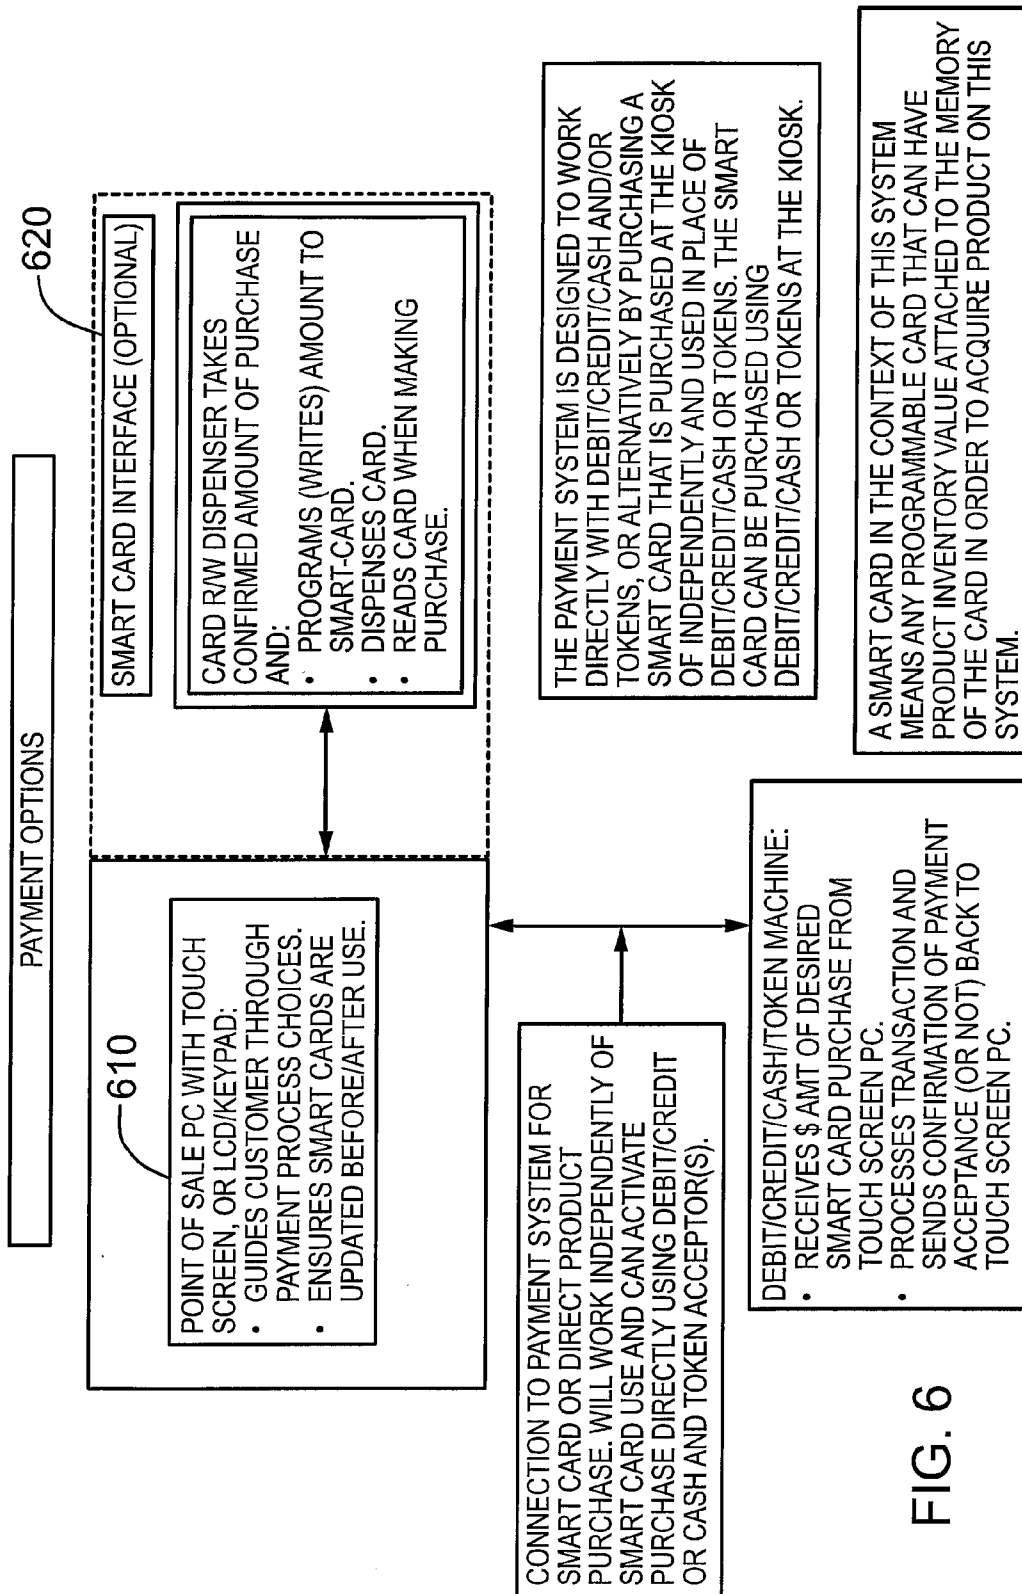 PAYMENT OPTIONS
610
POINT OF SALE PC WITH TOUCH
SCREEN, OR LCD/KEYPAD:
• GUIDES CUSTOMER THROUGH
PAYMENT PROCESS CHOICES.
• ENSURES SMART CARDS ARE
UPDATED BEFORE/AFTER USE.
620
SMART CARD INTERFACE (OPTIONAL)
CARD R/W DISPENSER TAKES
CONFIRMED AMOUNT OF PURCHASE
AND:
• PROGRAMS (WRITES) AMOUNT TO
SMART-CARD.
• DISPENSES CARD.
• READS CARD WHEN MAKING
PURCHASE.
CONNECTION TO PAYMENT SYSTEM FOR
SMART CARD OR DIRECT PRODUCT
PURCHASE. WILL WORK INDEPENDENTLY OF
SMART CARD USE AND CAN ACTIVATE
PURCHASE DIRECTLY USING DEBIT/CREDIT
OR CASH AND TOKEN ACCEPTOR(S).
THE PAYMENT SYSTEM IS DESIGNED TO WORK
DIRECTLY WITH DEBIT/CREDIT/CASH AND/OR
TOKENS, OR ALTERNATIVELY BY PURCHASING A
SMART CARD THAT IS PURCHASED AT THE KIOSK
OF INDEPENDENTLY AND USED IN PLACE OF
DEBIT/CREDIT/CASH OR TOKENS. THE SMART
CARD CAN BE PURCHASED USING
DEBIT/CREDIT/CASH OR TOKENS AT THE KIOSK.
DEBIT/CREDIT/CASH/TOKEN MACHINE:
• RECEIVES $ AMT OF DESIRED
SMART CARD PURCHASE FROM
TOUCH SCREEN PC.
• PROCESSES TRANSACTION AND
SENDS CONFIRMATION OF PAYMENT
ACCEPTANCE (OR NOT) BACK TO
TOUCH SCREEN PC.
A SMART CARD IN THE CONTEXT OF THIS SYSTEM
MEANS ANY PROGRAMMABLE CARD THAT CAN HAVE
PRODUCT INVENTORY VALUE ATTACHED TO THE MEMORY
OF THE CARD IN ORDER TO ACQUIRE PRODUCT ON THIS
SYSTEM.
FIG. 6